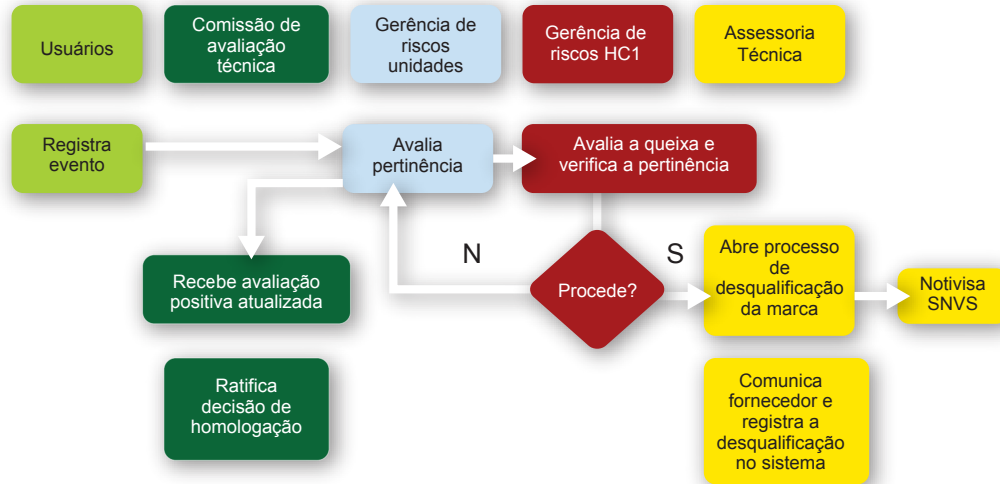 Usuários
Comissão de
avaliação
técnica
Gerência de
riscos
unidades
Gerência de
riscos HC1
Assessoria
Técnica
Registra
evento
Avalia
pertinência
Avalia a queixa e
verifica a pertinência
N
S
Recebe avaliação
positiva atualizada
Procede?
Abre processo
de
desqualificação
da marca
Notivisa
SNVS
Ratifica
decisão de
homologação
Comunica
fornecedor e
registra a
desqualificação
no sistema